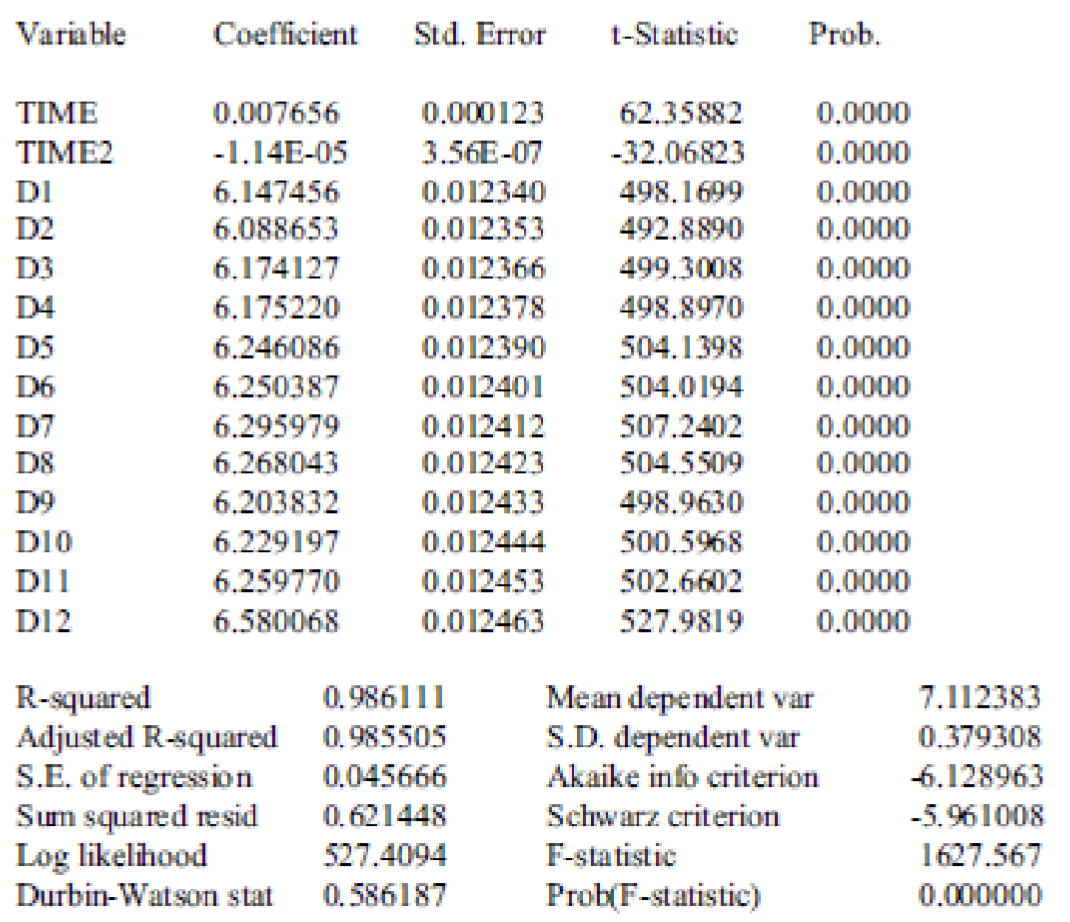 Variable Coefficient Std. Error t-Statistic Prob.
TIME 0.007656 0.000123 62.35882 0.0000
TIME2 -1.14E-05 3.56E-07 -32.06823 0.0000
D1 6.147456 0.012340 498.1699 0.0000
D2 6.088653 0.012353 492.8890 0.0000
D3 6.174127 0.012366 499.3008 0.0000
D4 6.175220 0.012378 498.8970 0.0000
D5 6.246086 0.012390 504.1398 0.0000
D6 6.250387 0.012401 504.0194 0.0000
D7 6.295979 0.012412 507.2402 0.0000
D8 6.268043 0.012423 504.5509 0.0000
D9 6.203832 0.012433 498.9630 0.0000
D10 6.229197 0.012444 500.5968 0.0000
D11 6.259770 0.012453 502.6602 0.0000
D12 6.580068 0.012463 527.9819 0.0000
R-squared 0.986111 Mean dependent var 7.112383
Adjusted R-squared 0.985505 S.D. dependent var 0.379308
S.E. of regression 0.045666 Akaike info criterion -6.128963
Sum squared resid 0.621448 Schwarz criterion -5.961008
Log likelihood 527.4094 F-statistic 1627.567
Durbin-Watson stat 0.586187 Prob(F-statistic) 0.000000